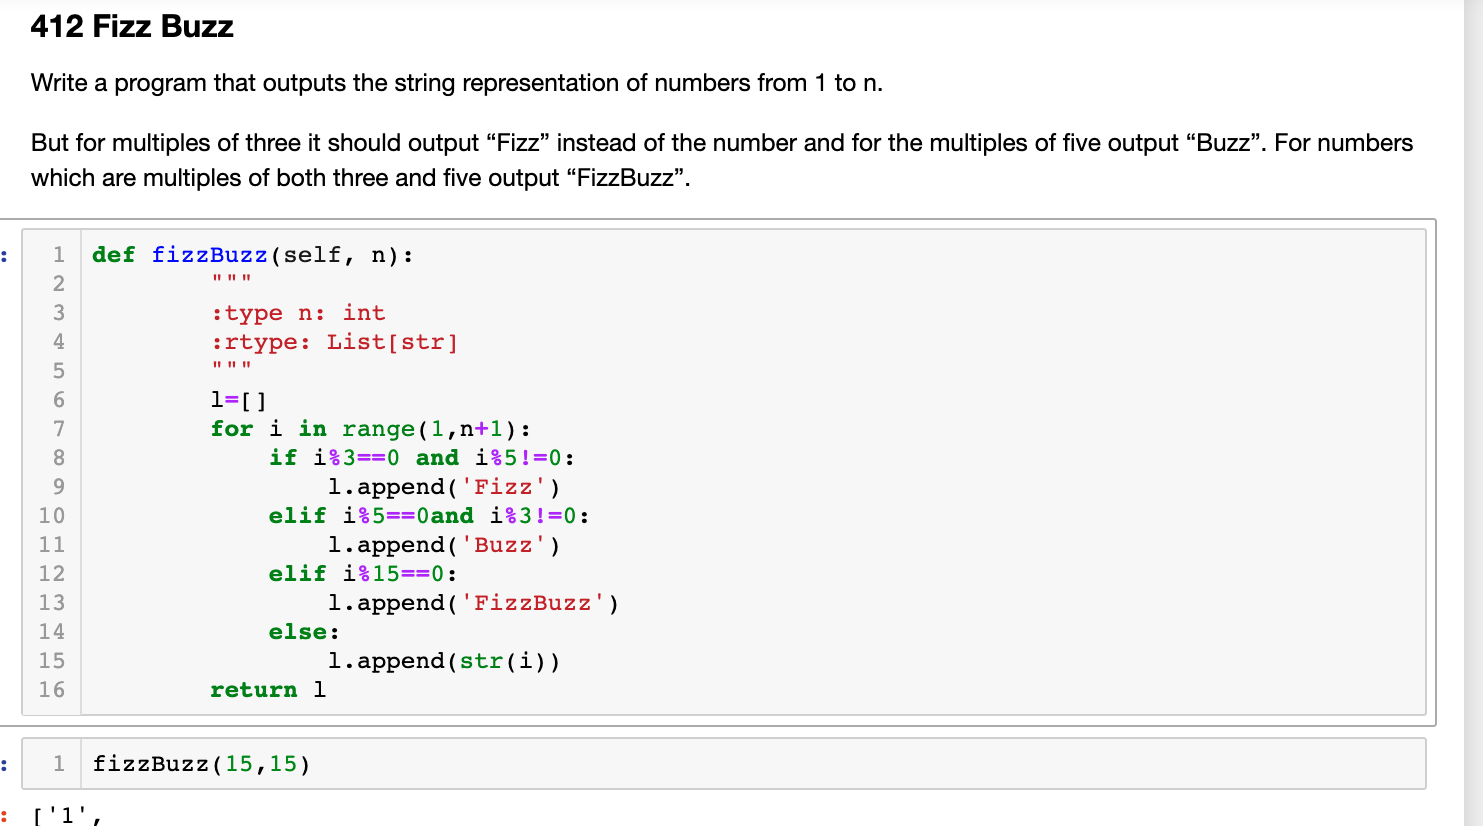 412 Fizz Buzz
Write a program that outputs the string representation of numbers from 1 to n.
But for multiples of three it should output “Fizz” instead of the number and for the multiples of five output “Buzz”. For numbers
which are multiples of both three and five output “FizzBuzz”.
: 1 def fizzBuzz(self, n):
2 """
3 :type n: int
4 :rtype: List[str]
5 """
6 l=[]
7 for i in range(1,n+1):
8 if i%3==0 and i%5!=0:
9 l.append('Fizz')
10 elif i%5==0and i%3!=0:
11 l.append('Buzz')
12 elif i%15==0:
13 l.append('FizzBuzz')
14 else:
15 l.append(str(i))
16 return l
: 1 fizzBuzz(15,15)
: ['1',